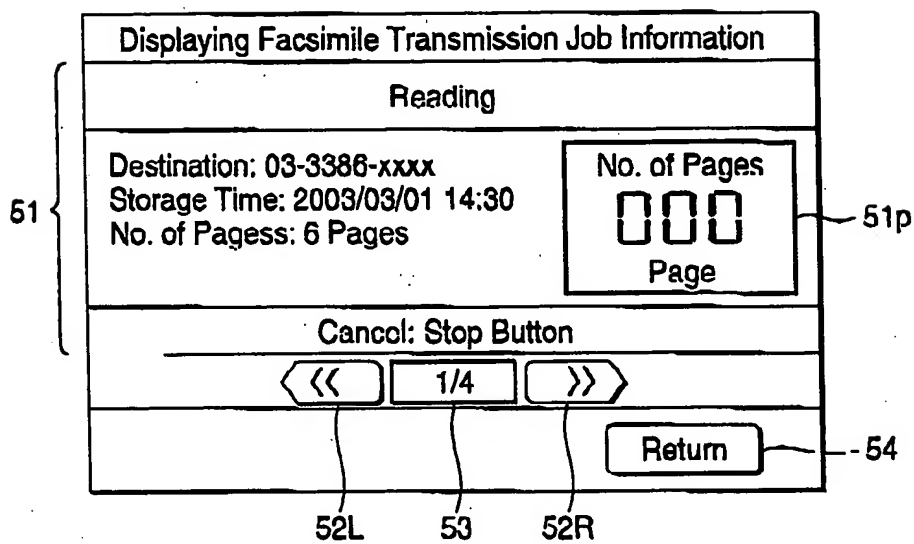 Displaying Facsimile Transmission Job Information
Reading
Destination: 03-3386-xxxx
Storage Time: 2003/03/01 14:30
No. of Pagess: 6 Pages
No. of Pages
000
Page
51
51p
Cancel: Stop Button
<<
1/4
>>
Return
54
52L
53
52R